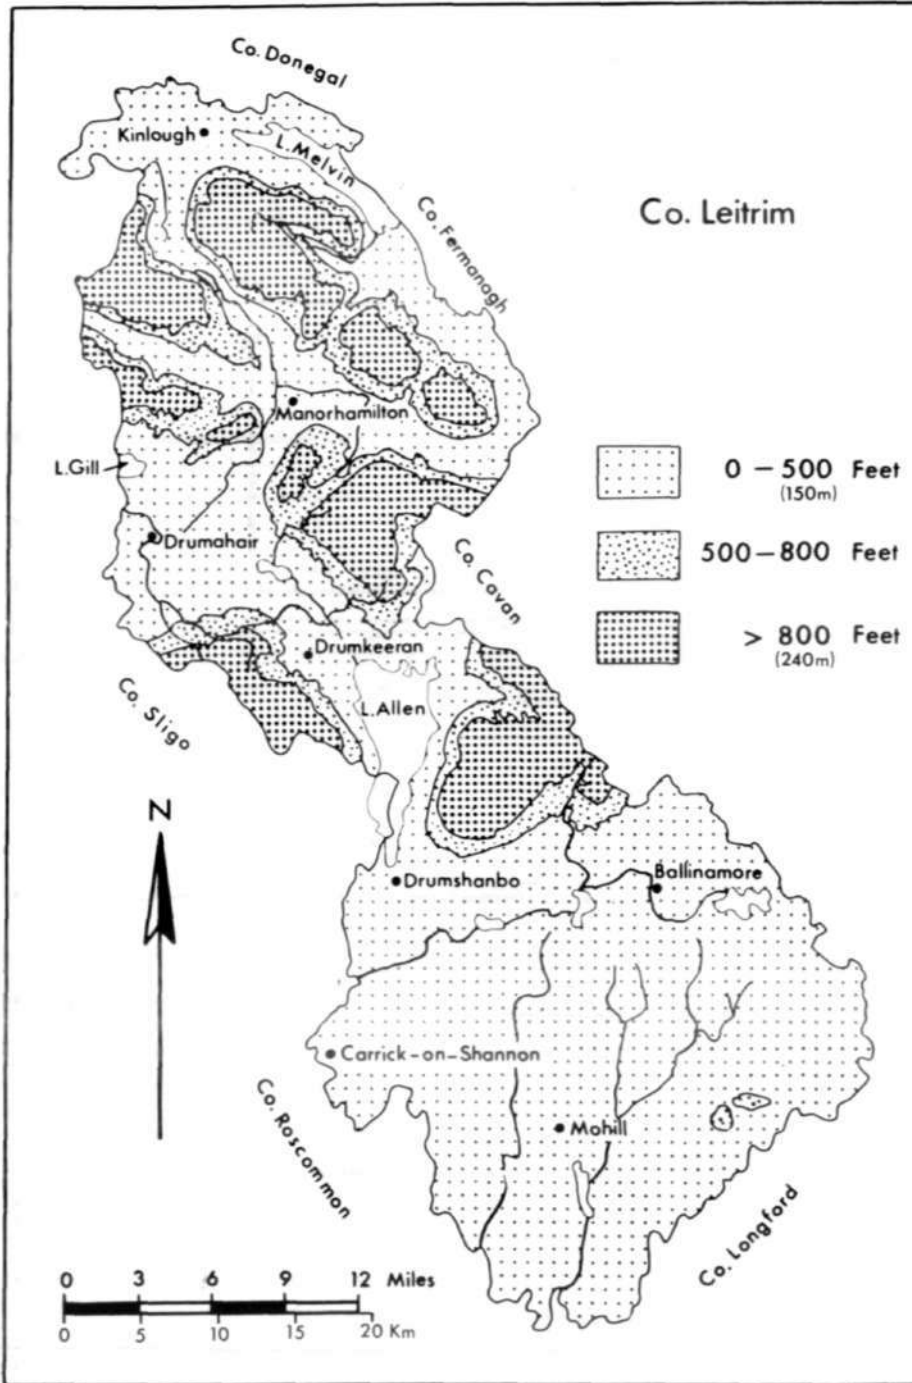 Co. Donegal
Kinlough
L. Melvin
Co. Fermanagh
Co. Leitrim
Manorhamilton
L. Gill
0 – 500 Feet
(150m)
Drumahair
500 – 800 Feet
Co. Cavan
> 800 Feet
(240m)
Drumkeeran
Co. Sligo
L. Allen
N
Drumshanbo
Ballinamore
Carrick-on-Shannon
Co. Roscommon
Mohill
Co. Longford
0 3 6 9 12 Miles
0 5 10 15 20 Km